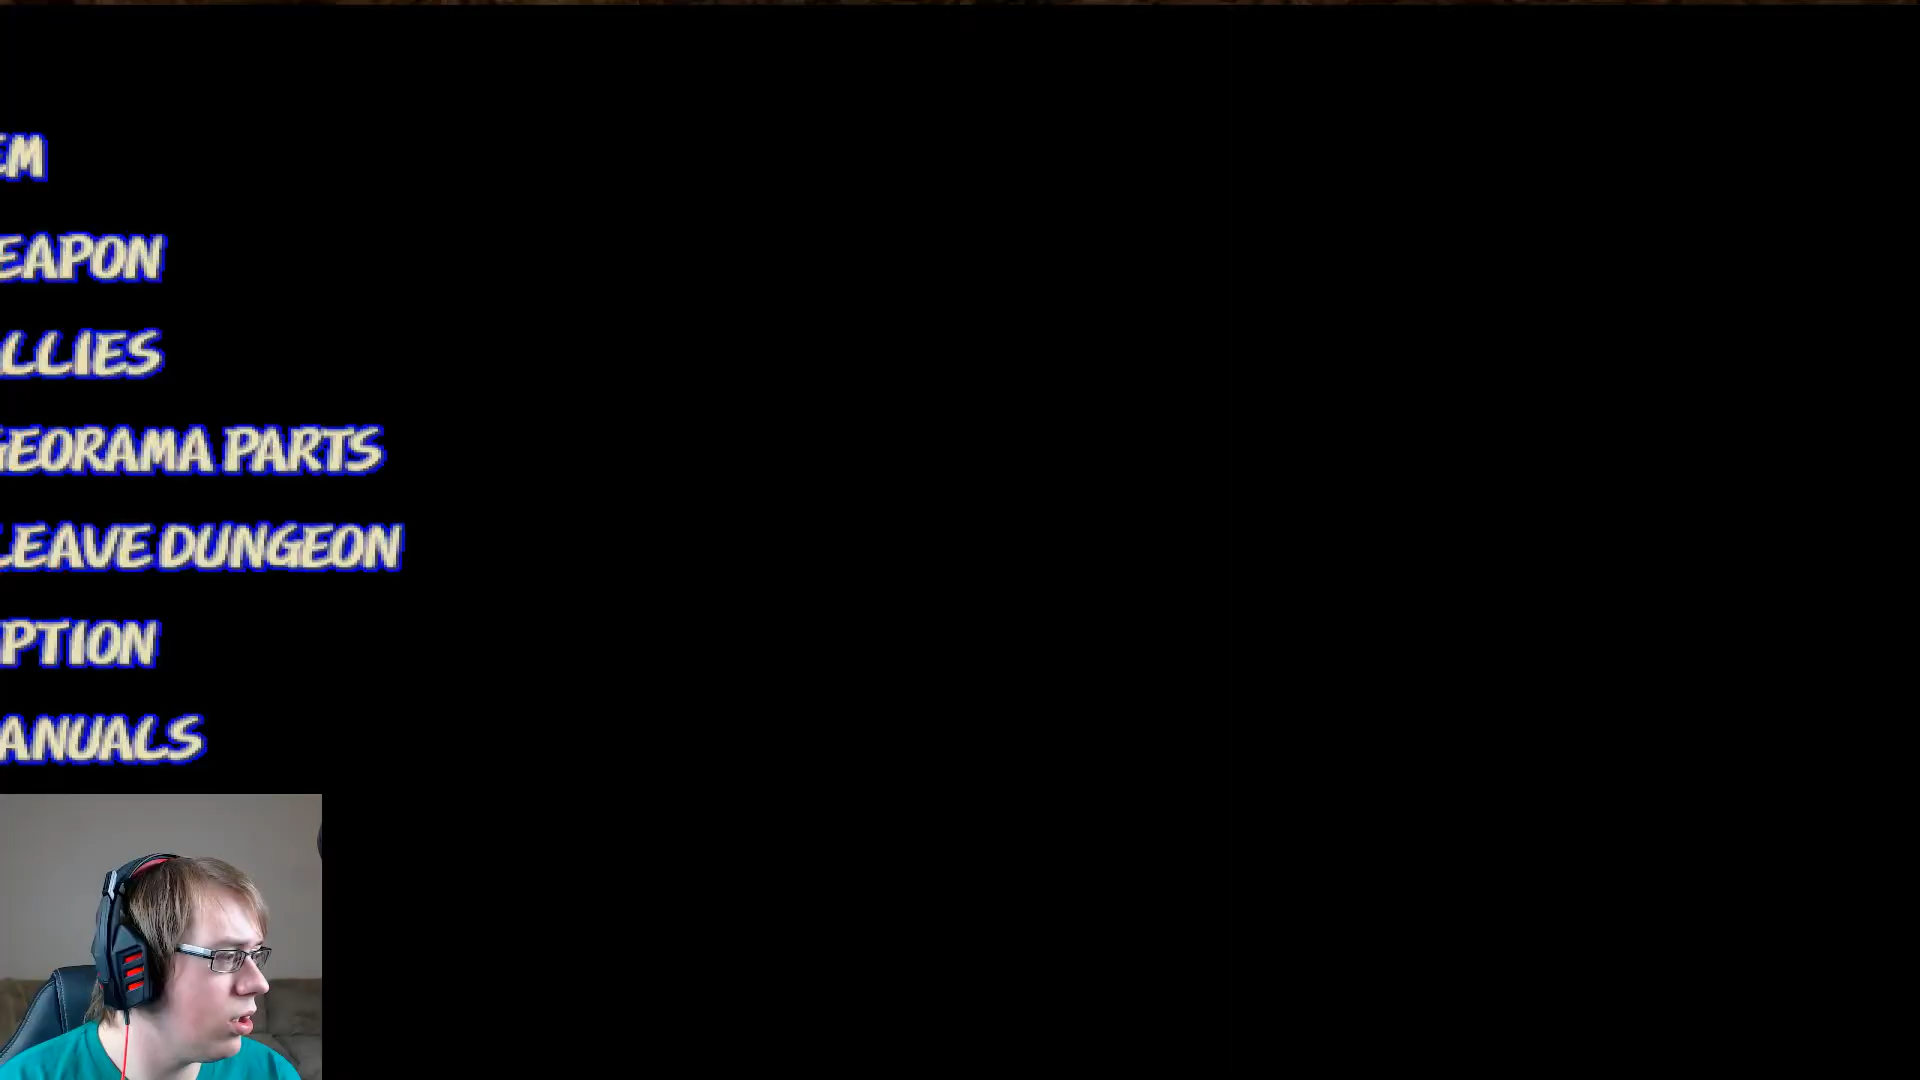 EM
EAPON
LLIES
GEORAMA PARTS
LEAVE DUNGEON
PTION
ANUALS